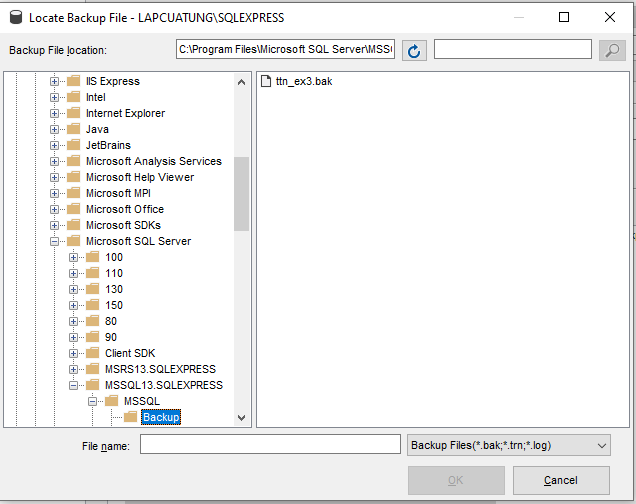 Locate Backup File - LAPCUATUNG\SQLEXPRESS
Backup File location:
C:\Program Files\Microsoft SQL Server\MSS
IIS Express
Intel
Internet Explorer
Java
JetBrains
Microsoft Analysis Services
Microsoft Help Viewer
Microsoft MPI
Microsoft Office
Microsoft SDKs
Microsoft SQL Server
100
110
130
150
80
90
Client SDK
MSRS13.SQLEXPRESS
MSSQL13.SQLEXPRESS
MSSQL
Backup
ttn_ex3.bak
File name:
Backup Files(*.bak;*.trn;*.log)
OK
Cancel